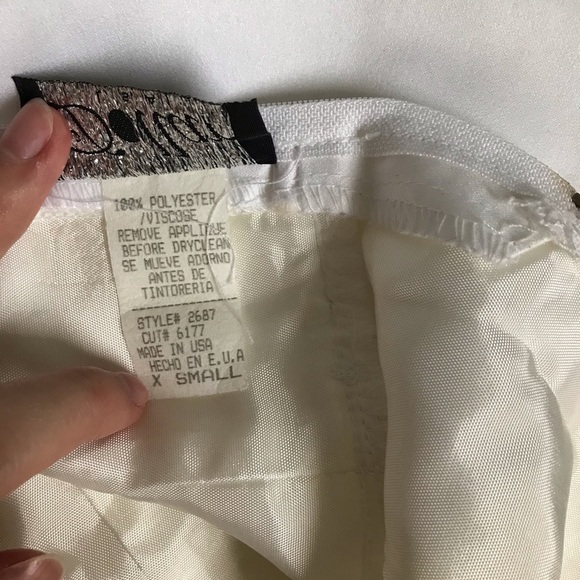 100% POLYESTER
/VISCOSE
REMOVE APPLIQUE
BEFORE DRYCLEAN
SE MUEVE ADORNO
ANTES DE
TINTORERIA
STYLE# 2687
CUT# 6177
MADE IN USA
HECHO EN E.U.A
X SMALL